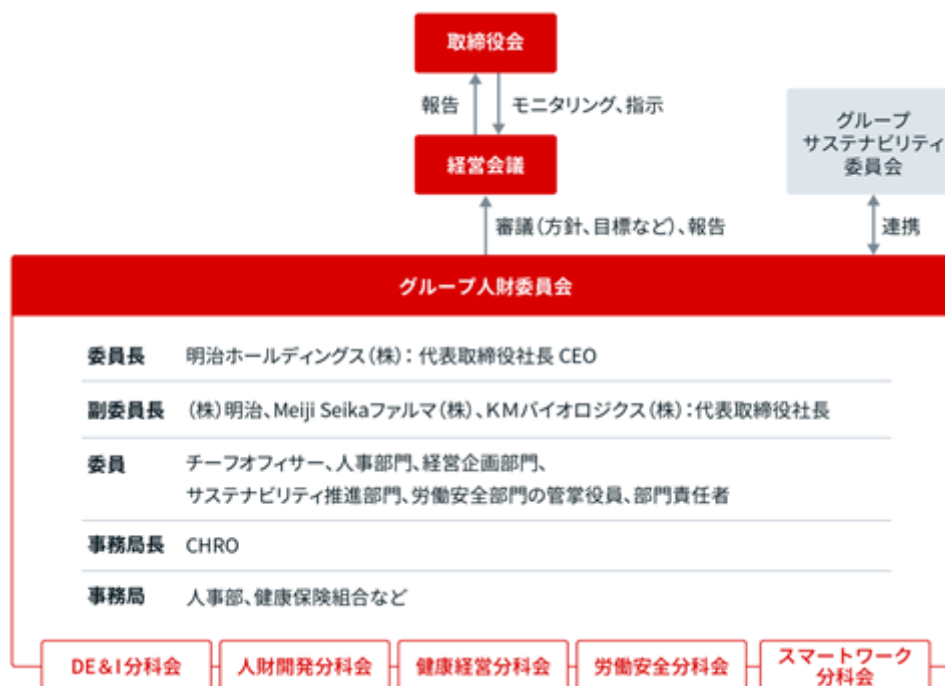 取締役会
報告
モニタリング、指示
経営会議
グループ
サステナビリティ
委員会
審議(方針、目標など)、報告
連携
グループ人財委員会
委員長 明治ホールディングス(株):代表取締役社長 CEO
副委員長 (株)明治、Meiji Seikaファルマ(株)、KMバイオロジクス(株):代表取締役社長
委員 チーフオフィサー、人事部門、経営企画部門、
サステナビリティ推進部門、労働安全部門の管掌役員、部門責任者
事務局長 CHRO
事務局 人事部、健康保険組合など
DE&I分科会
人財開発分科会
健康経営分科会
労働安全分科会
スマートワーク
分科会